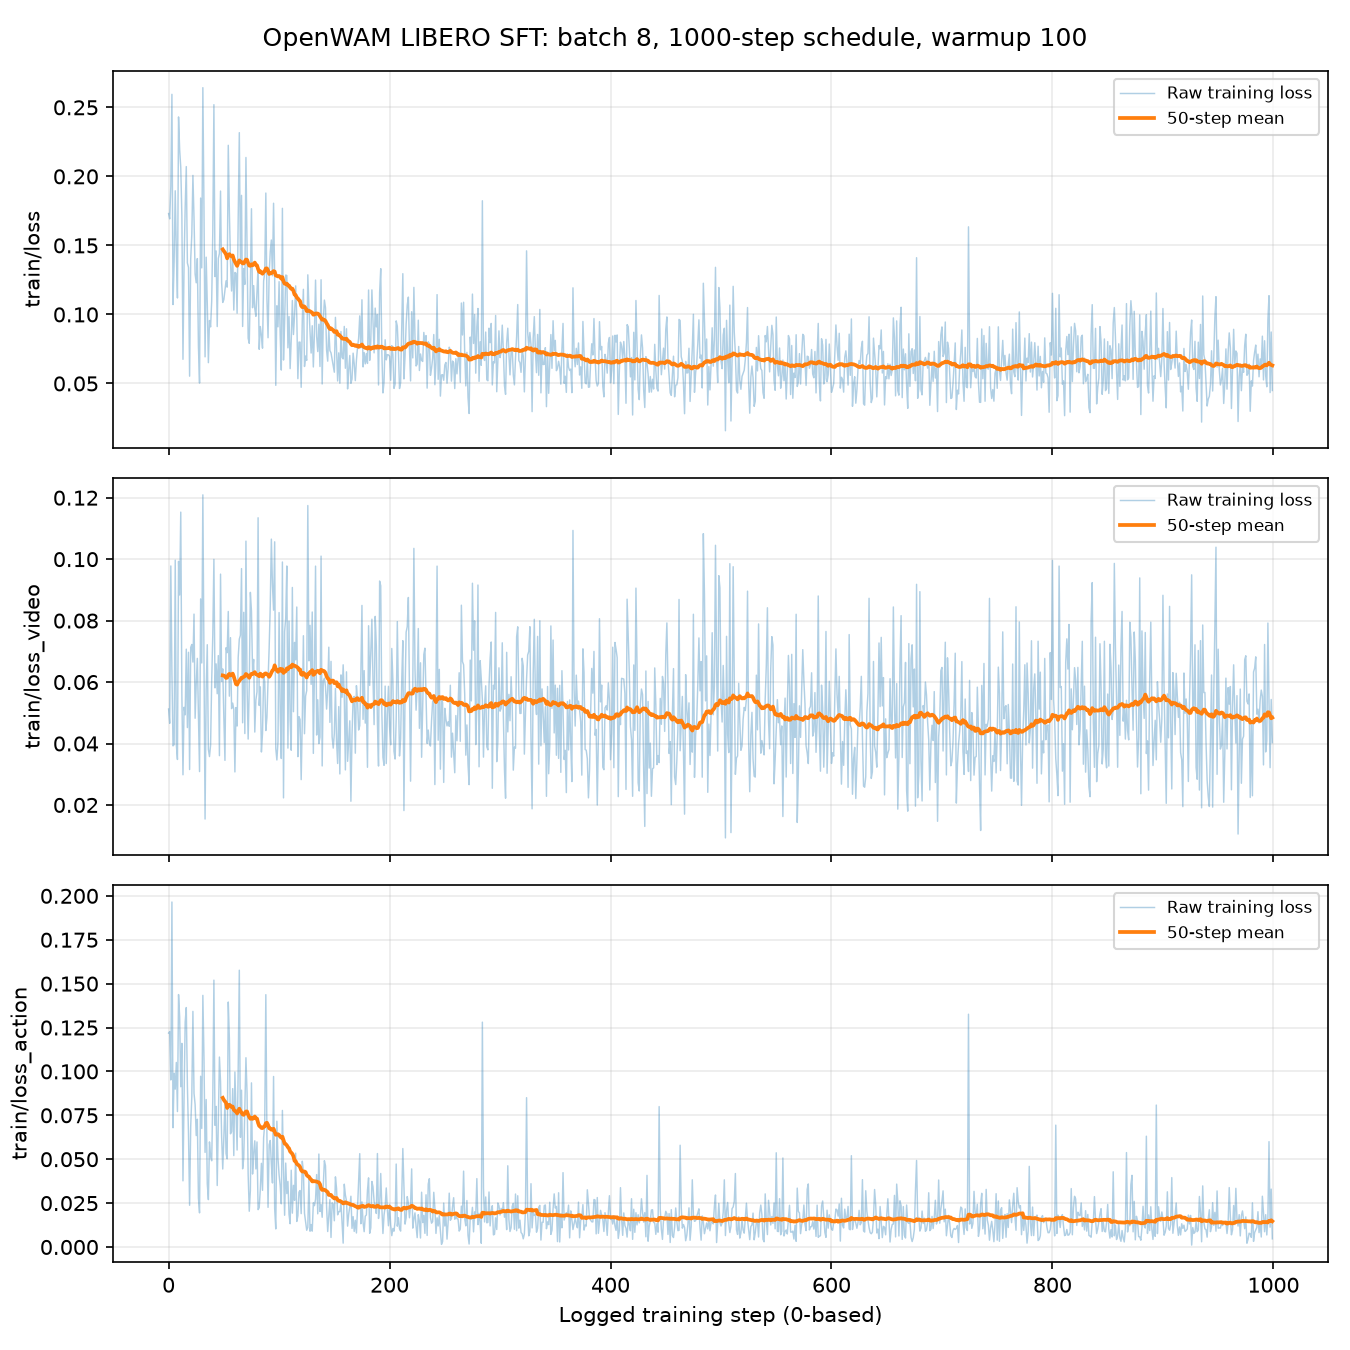 OpenWAM LIBERO SFT: batch 8, 1000-step schedule, warmup 100
train/loss
0.25
0.20
0.15
0.10
0.05
Raw training loss
50-step mean
train/loss_video
0.12
0.10
0.08
0.06
0.04
0.02
Raw training loss
50-step mean
train/loss_action
0.200
0.175
0.150
0.125
0.100
0.075
0.050
0.025
0.000
Raw training loss
50-step mean
0 200 400 600 800 1000
Logged training step (0-based)